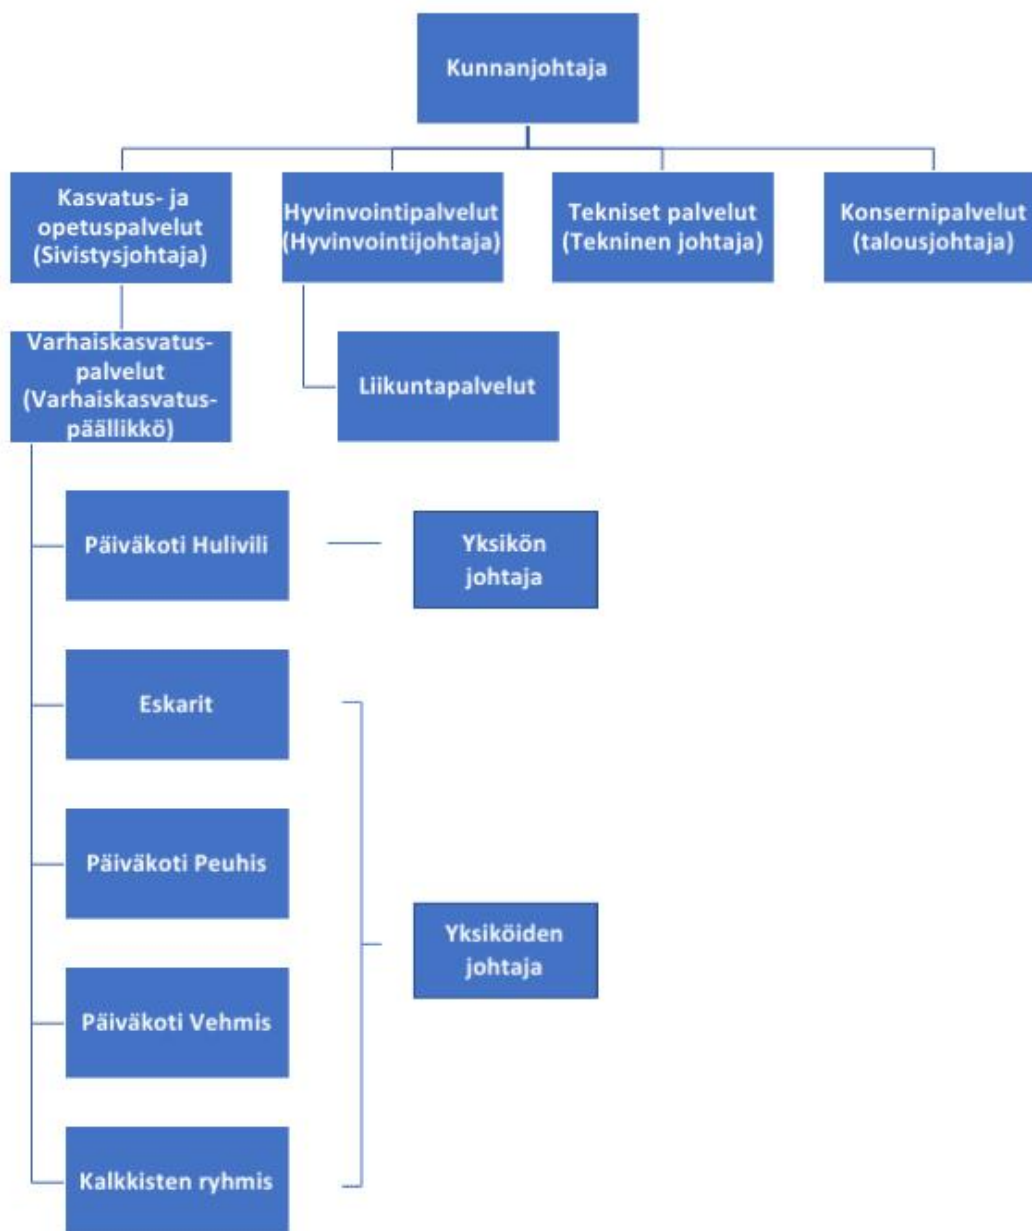 Kunnanjohtaja
Kasvatus- ja
opetuspalvelut
(Sivistysjohtaja)
Hyvinvointipalvelut
(Hyvinvointijohtaja)
Tekniset palvelut
(Tekninen johtaja)
Konsernipalvelut
(talousjohtaja)
Varhaiskasvatus-
palvelut
(Varhaiskasvatus-
päällikkö)
Liikuntapalvelut
Päiväkoti Hulivili
Yksikön
johtaja
Eskarit
Päiväkoti Peuhis
Yksiköiden
johtaja
Päiväkoti Vehmis
Kalkkisten ryhmis